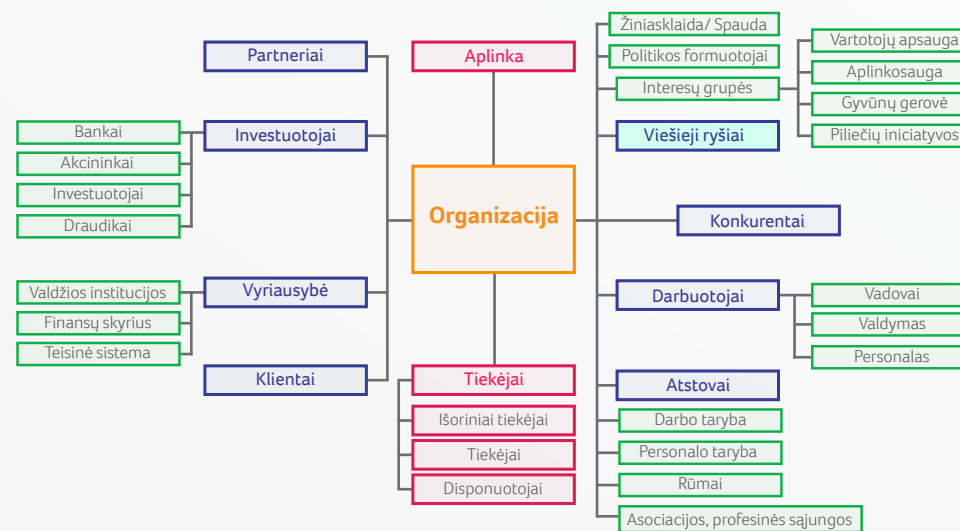 Partneriai
Investuotojai
Bankai
Akcininkai
Investuotojai
Draudikai
Vyriausybė
Valdžios institucijos
Finansų skyrius
Teisinė sistema
Klientai
Aplinka
Organizacija
Tiekėjai
Išoriniai tiekėjai
Tiekėjai
Disponuotojai
Žiniasklaida/ Spauda
Politikos formuotojai
Interesų grupės
Vartotojų apsauga
Aplinkosauga
Gyvūnų gerovė
Piliečių iniciatyvos
Viešieji ryšiai
Konkurentai
Darbuotojai
Vadovai
Valdymas
Personalas
Atstovai
Darbo taryba
Personalo taryba
Rūmai
Asociacijos, profesinės sąjungos